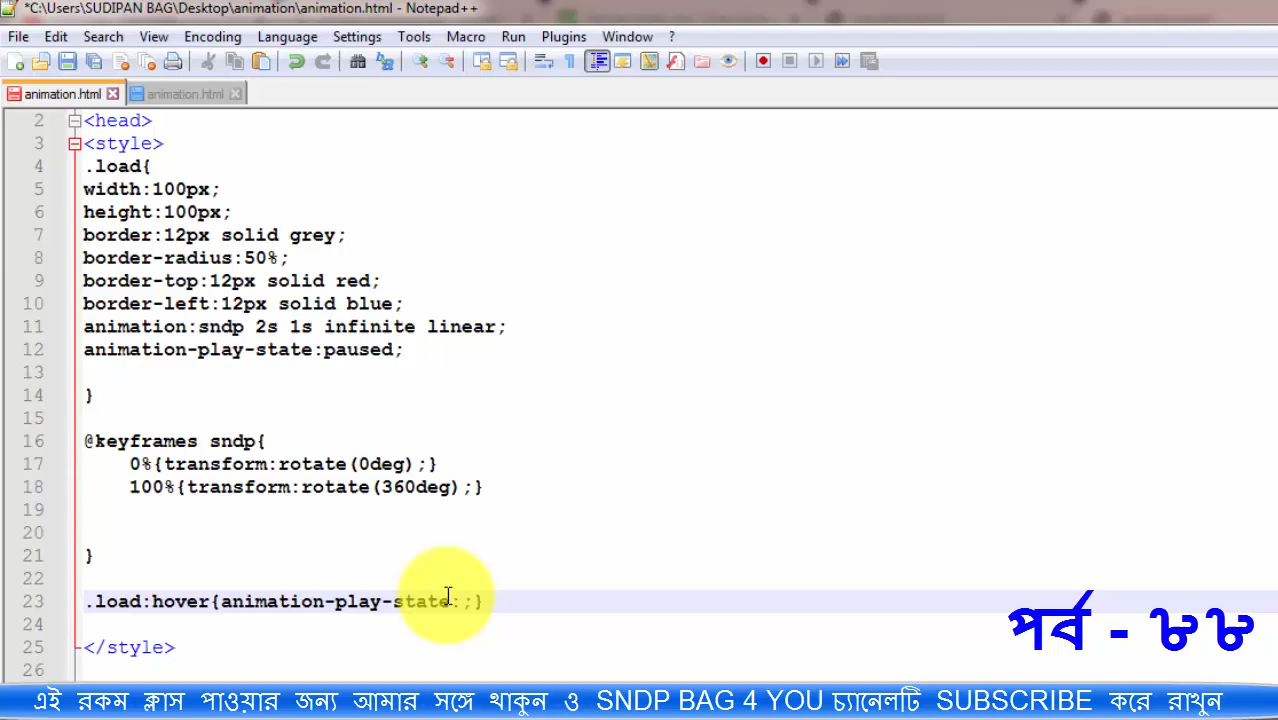 *C:\Users\SUDIPAN BAG\Desktop\animation\animation.html - Notepad++
File Edit Search View Encoding Language Settings Tools Macro Run Plugins Window ?
animation.html animation.html
2 <head>
3 <style>
4 .load{
5 width:100px;
6 height:100px;
7 border:12px solid grey;
8 border-radius:50%;
9 border-top:12px solid red;
10 border-left:12px solid blue;
11 animation:sndp 2s 1s infinite linear;
12 animation-play-state:paused;
13
14 }
15
16 @keyframes sndp{
17 0%{transform:rotate(0deg);}
18 100%{transform:rotate(360deg);}
19
20
21 }
22
23 .load:hover{animation-play-state:;}
24
25 </style>
26
পর্ব - ৮৮
এই রকম ক্লাস পাওয়ার জন্য আমার সঙ্গে থাকুন ও SNDP BAG 4 YOU চ্যানেলটি SUBSCRIBE করে রাখুন